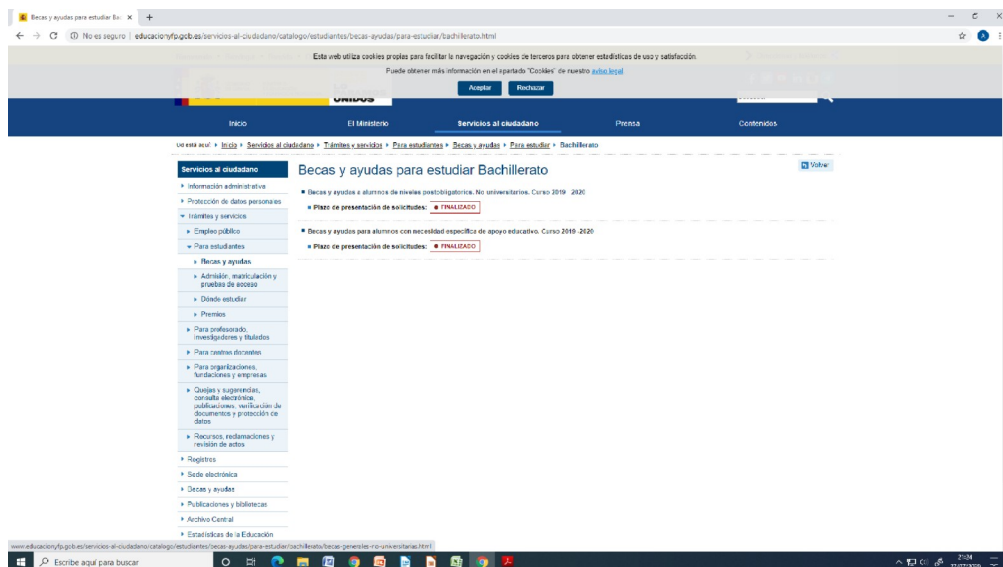 Becas y ayudas para estudiar Bac
No es seguro | educacionyfp.gob.es/servicios-al-ciudadano/catalogo/estudiantes/becas-ayudas/para-estudiar/bachillerato.html
Esta web utiliza cookies propias para facilitar la navegación y cookies de terceros para obtener estadísticas de uso y satisfacción.
Puede obtener más información en el apartado "Cookies" de nuestro aviso legal
Aceptar Rechazar
UNIDOS
Inicio El Ministerio Servicios al ciudadano Prensa Contenidos
Ud está aquí Inicio Servicios al ciudadano Trámites y servicios Para estudiantes Becas y ayudas Para estudiar Bachillerato
Volver
Servicios al ciudadano
Información administrativa
Protección de datos personales
Trámites y servicios
Empleo público
Para estudiantes
Becas y ayudas
Admisión, matriculación y
pruebas de acceso
Dónde estudiar
Premios
Para profesorado,
investigadores y titulados
Para centros docentes
Para organizaciones,
fundaciones y empresas
Quejas y sugerencias,
consulta electrónica,
publicaciones, verificación de
documentos y protección de
datos
Recursos, reclamaciones y
revisión de actos
Registros
Sede electrónica
Becas y ayudas
Publicaciones y bibliotecas
Archivo Central
Estadísticas de la Educación
Becas y ayudas para estudiar Bachillerato
Becas y ayudas a alumnos de niveles postobligatorios. No universitarios. Curso 2019 -2020
Plazo de presentación de solicitudes: FINALIZADO
Becas y ayudas para alumnos con necesidad específica de apoyo educativo. Curso 2019 -2020
Plazo de presentación de solicitudes: FINALIZADO
www.educacionyfp.gob.es/servicios-al-ciudadano/catalogo/estudiantes/becas-ayudas/para-estudiar/bachillerato/becas-generales-no-universitarias.html
Escribe aquí para buscar
21:24